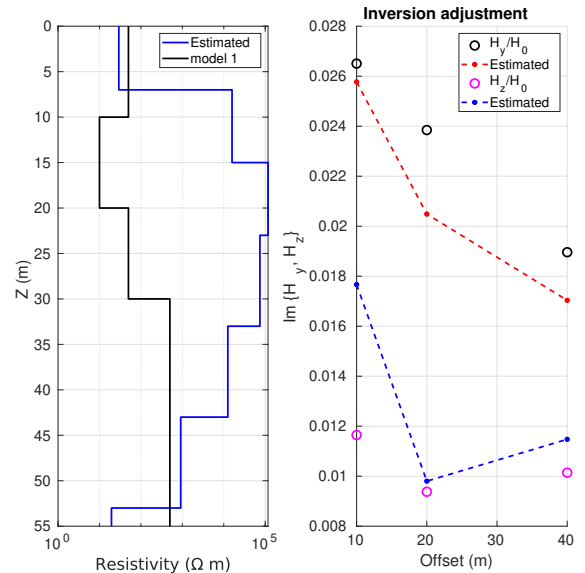 Inversion adjustment
Estimated
model 1
0
5
10
15
20
25
30
35
40
45
50
55
Z (m)
10^0
10^5
Resistivity (Ω m)
H_y/H_0
Estimated
H_z/H_0
Estimated
0.026
0.024
0.022
0.02
0.018
0.016
0.014
0.012
0.01
0.008
Im {H_y, H_z}
10
20
30
40
Offset (m)